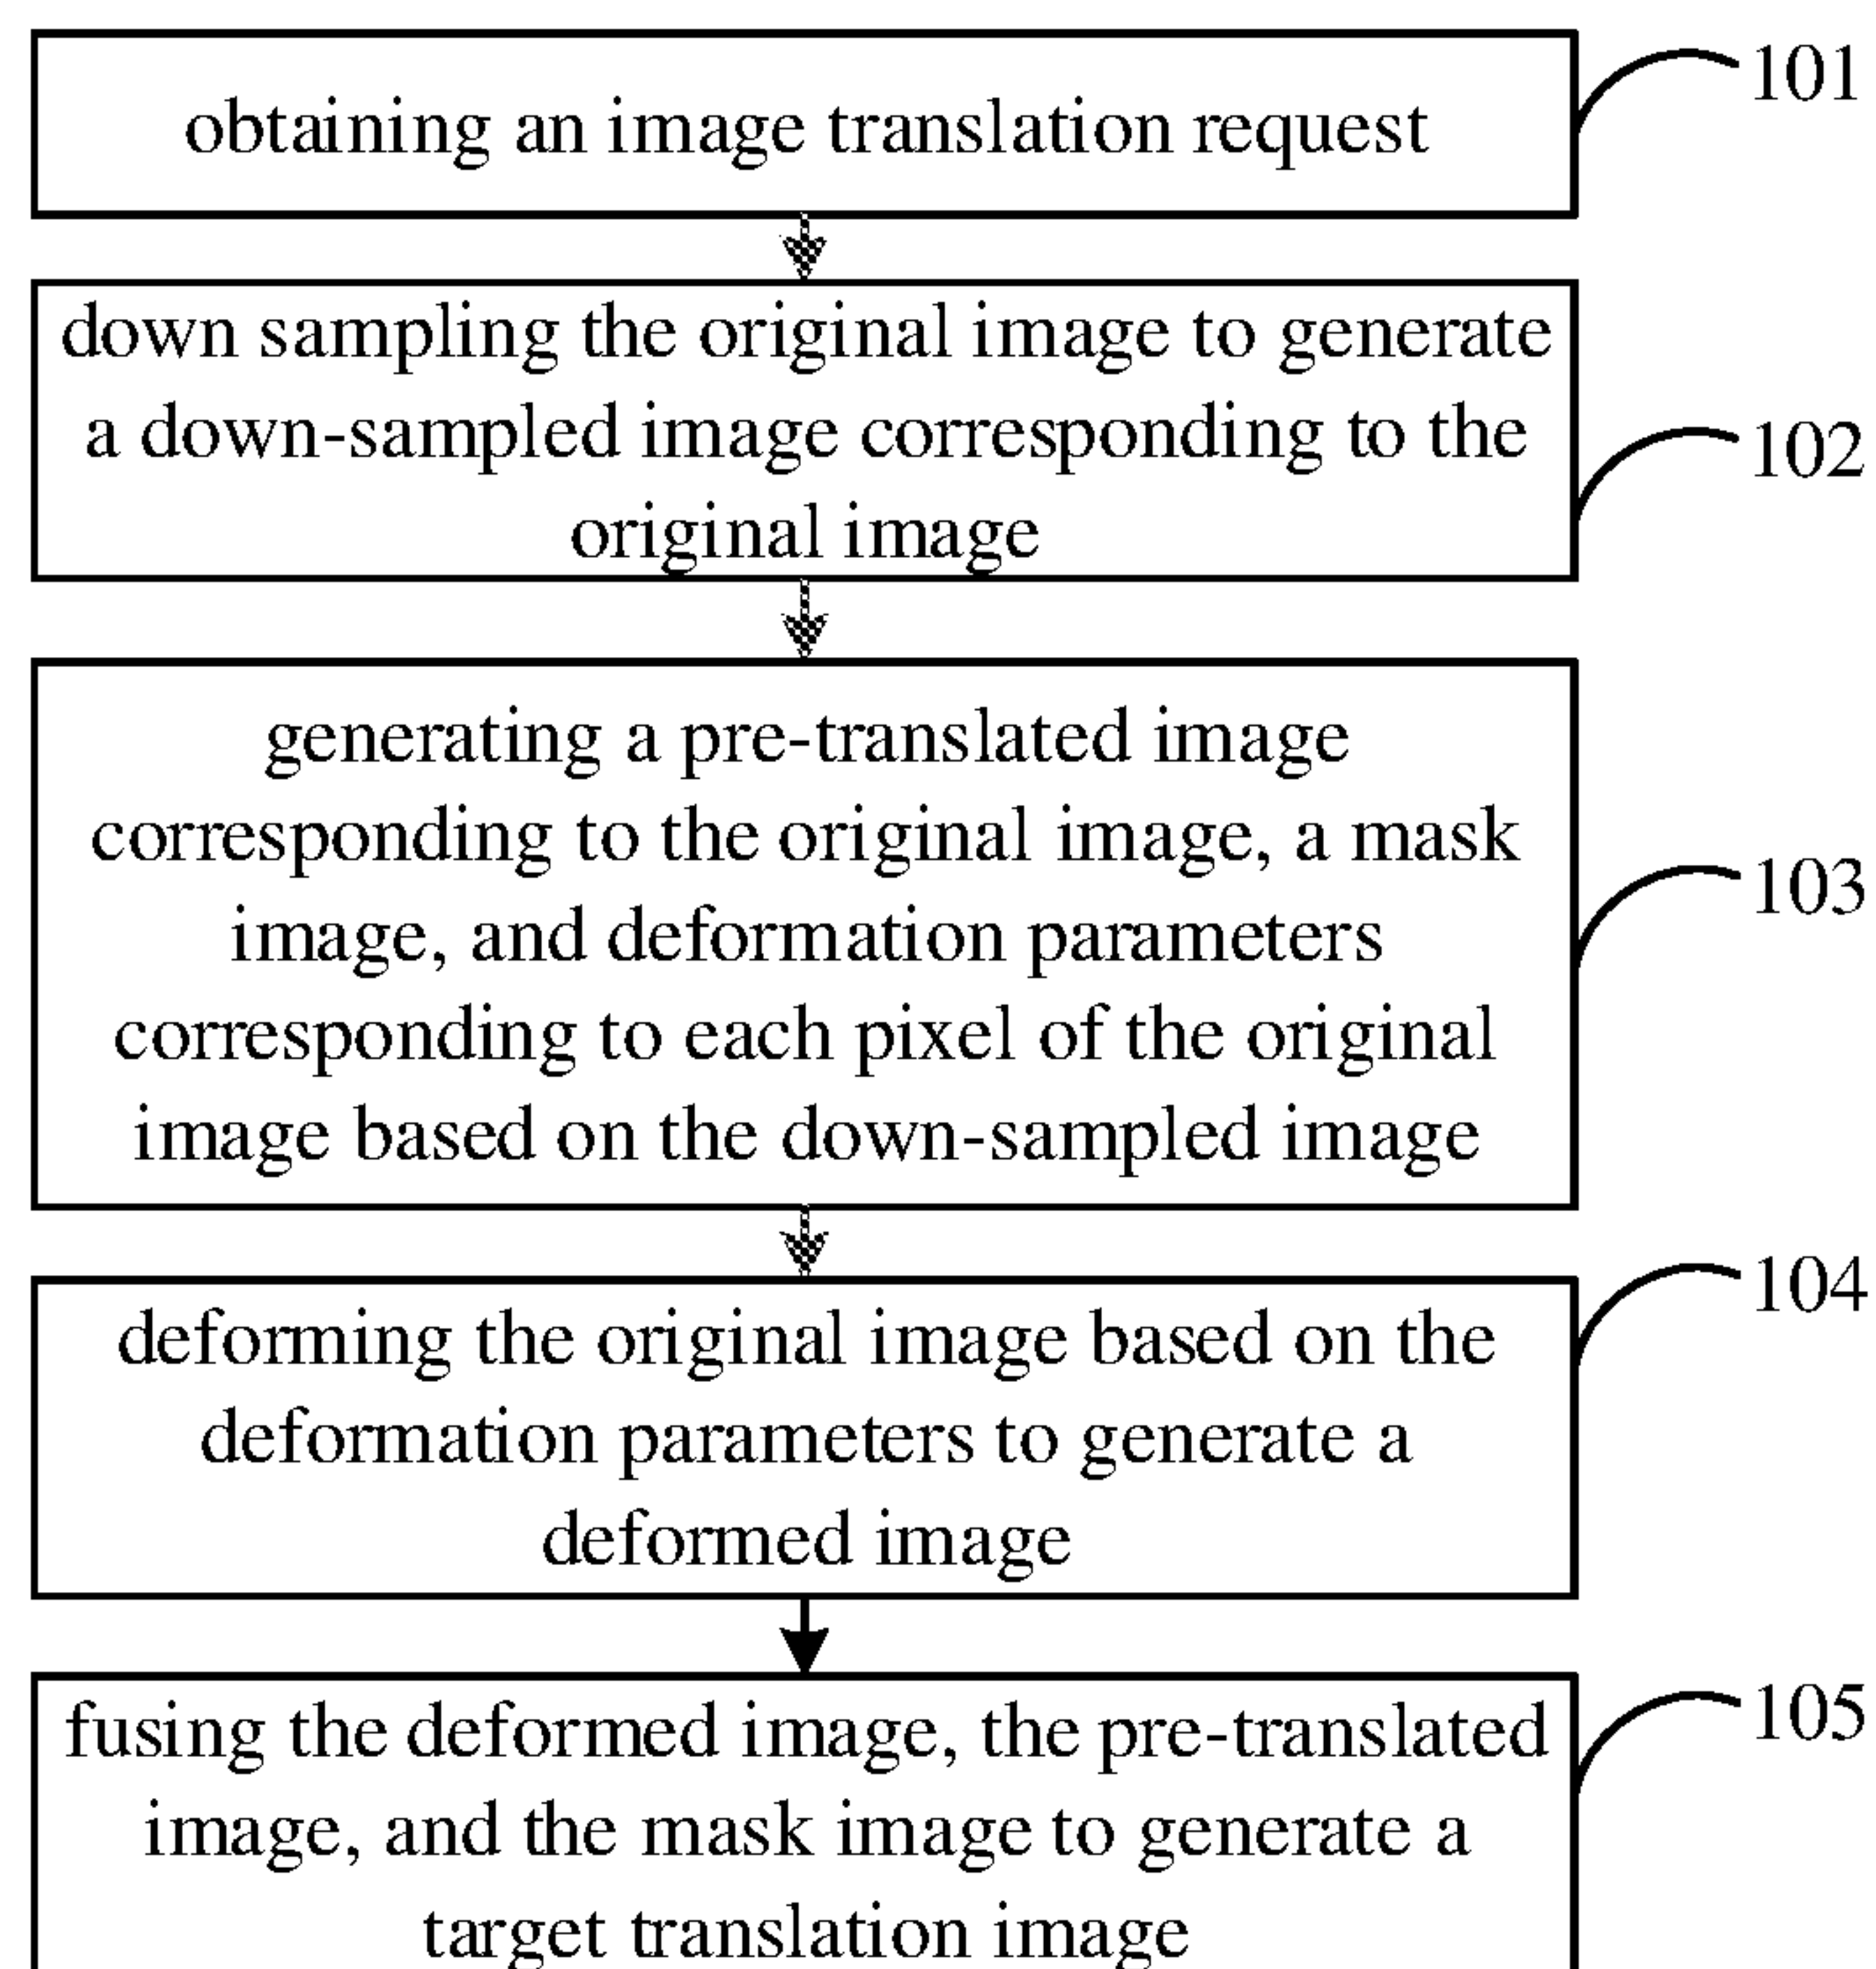 obtaining an image translation request
101
down sampling the original image to generate
a down-sampled image corresponding to the
original image
102
generating a pre-translated image
corresponding to the original image, a mask
image, and deformation parameters
corresponding to each pixel of the original
image based on the down-sampled image
103
deforming the original image based on the
deformation parameters to generate a
deformed image
104
fusing the deformed image, the pre-translated
image, and the mask image to generate a
target translation image
105